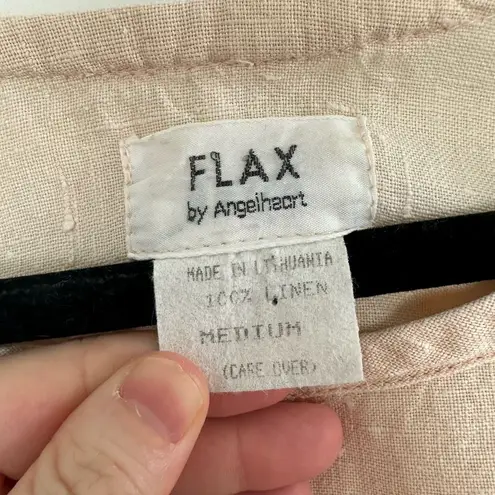 FLAX
by Angelheart
MADE IN LITHUANIA
100% LINEN
MEDIUM
(CARE OVER)